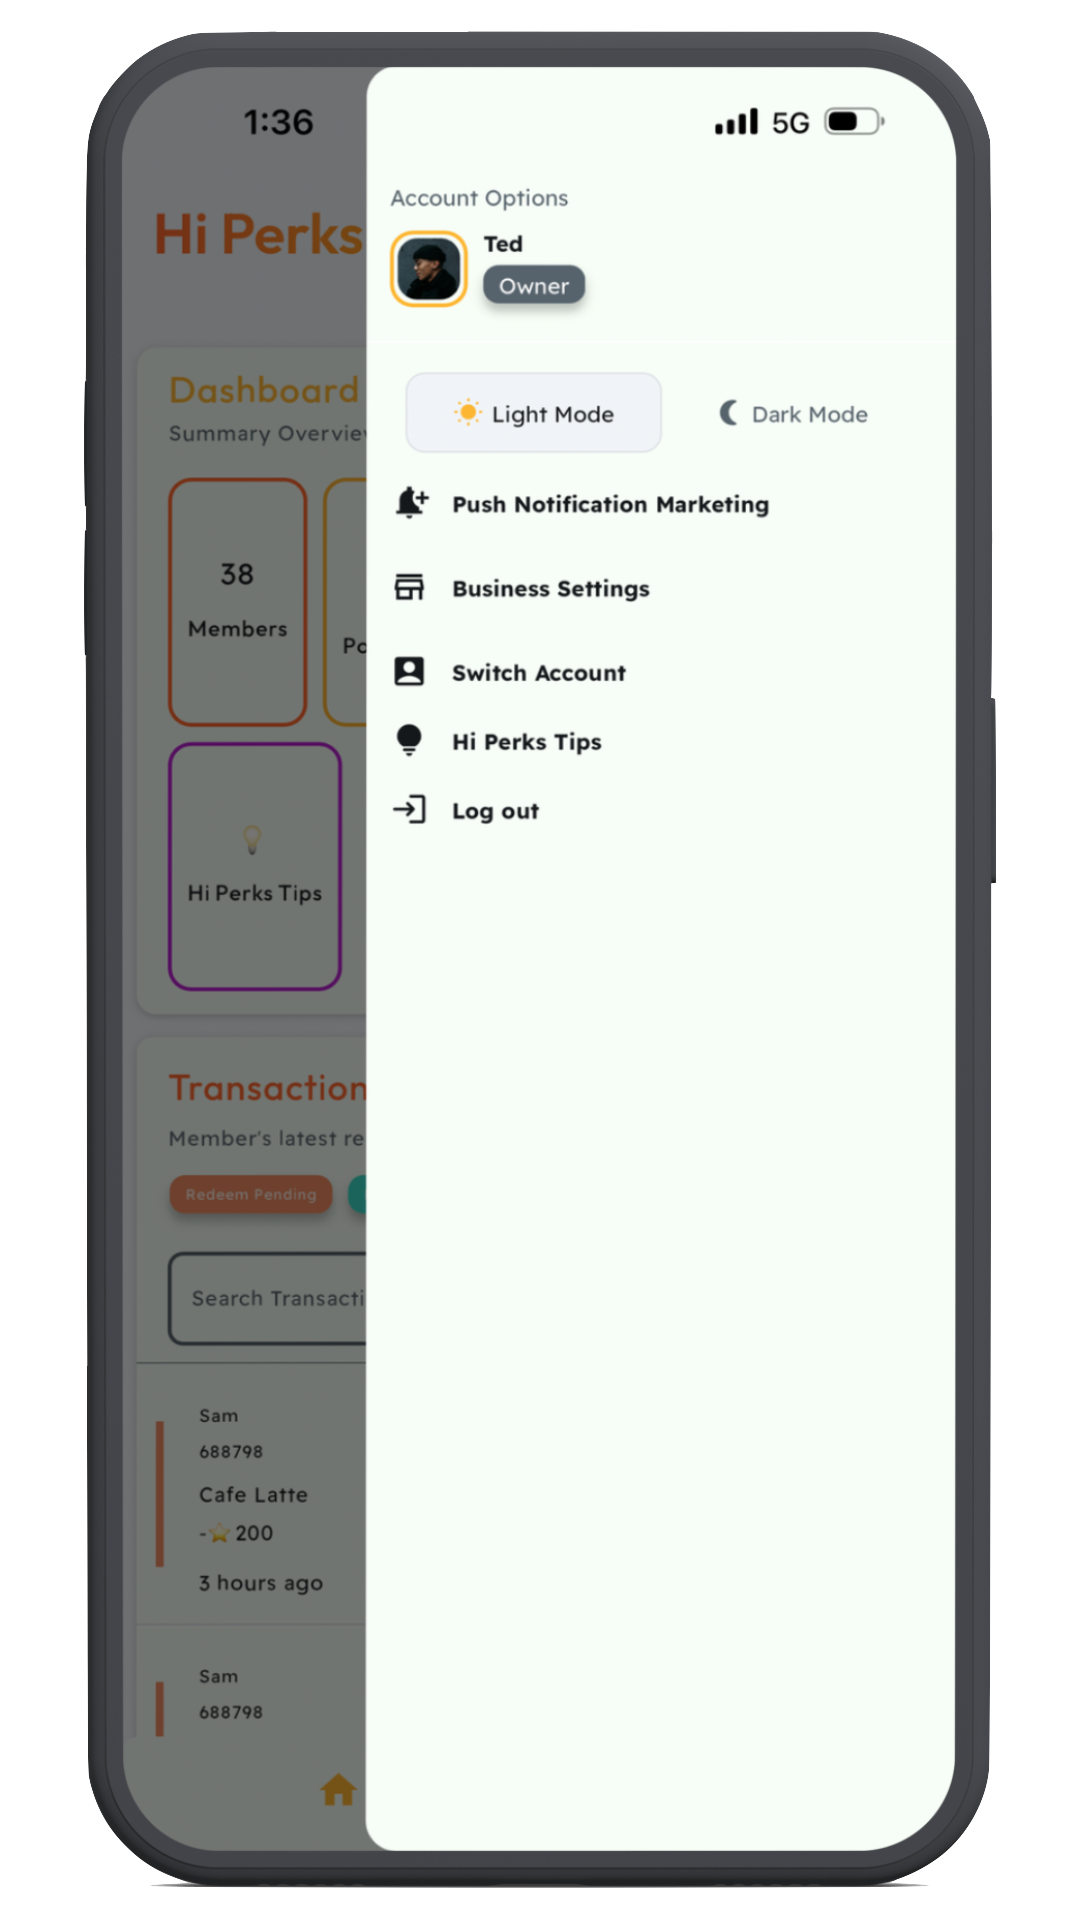 1:36
5G
Hi Perks
Dashboard
Summary Overview
38
Members
Po
Hi Perks Tips
Transaction
Member's latest re
Redeem Pending
Search Transacti
Sam
688798
Cafe Latte
-⭐ 200
3 hours ago
Sam
688798
Account Options
Ted
Owner
Light Mode
Dark Mode
Push Notification Marketing
Business Settings
Switch Account
Hi Perks Tips
Log out